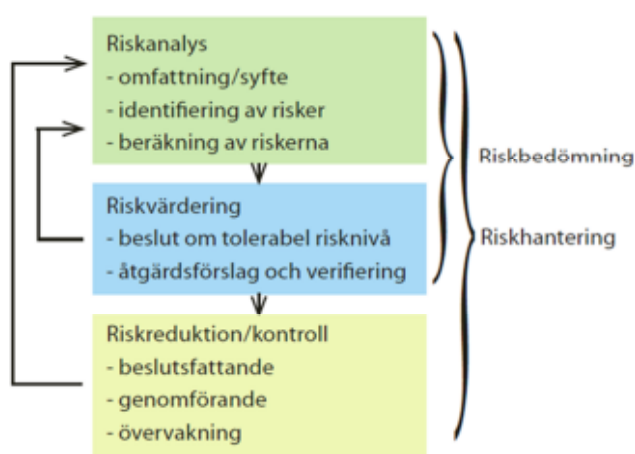 Riskanalys
- omfattning/syfte
- identifiering av risker
- beräkning av riskerna
Riskvärdering
- beslut om tolerabel risknivå
- åtgärdsförslag och verifiering
Riskreduktion/kontroll
- beslutsfattande
- genomförande
- övervakning
Riskbedömning
Riskhantering